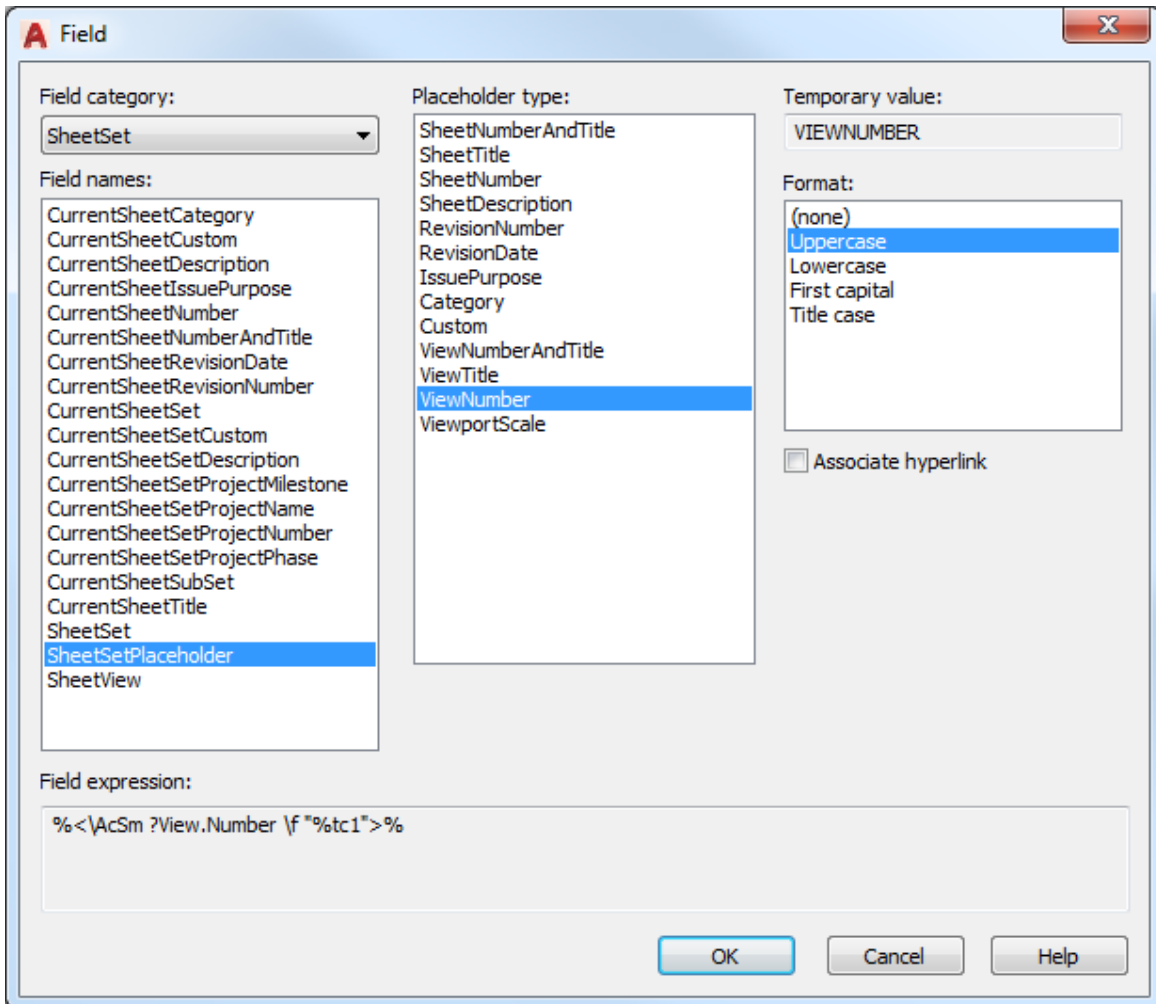 Field
Field category:
SheetSet
Field names:
CurrentSheetCategory
CurrentSheetCustom
CurrentSheetDescription
CurrentSheetIssuePurpose
CurrentSheetNumber
CurrentSheetNumberAndTitle
CurrentSheetRevisionDate
CurrentSheetRevisionNumber
CurrentSheetSet
CurrentSheetSetCustom
CurrentSheetSetDescription
CurrentSheetSetProjectMilestone
CurrentSheetSetProjectName
CurrentSheetSetProjectNumber
CurrentSheetSetProjectPhase
CurrentSheetSubSet
CurrentSheetTitle
SheetSet
SheetSetPlaceholder
SheetView
Placeholder type:
SheetNumberAndTitle
SheetTitle
SheetNumber
SheetDescription
RevisionNumber
RevisionDate
IssuePurpose
Category
Custom
ViewNumberAndTitle
ViewTitle
ViewNumber
ViewportScale
Temporary value:
VIEWNUMBER
Format:
(none)
Uppercase
Lowercase
First capital
Title case
Associate hyperlink
Field expression:
%<\AcSm ?View.Number \f "%tc1">%
OK
Cancel
Help